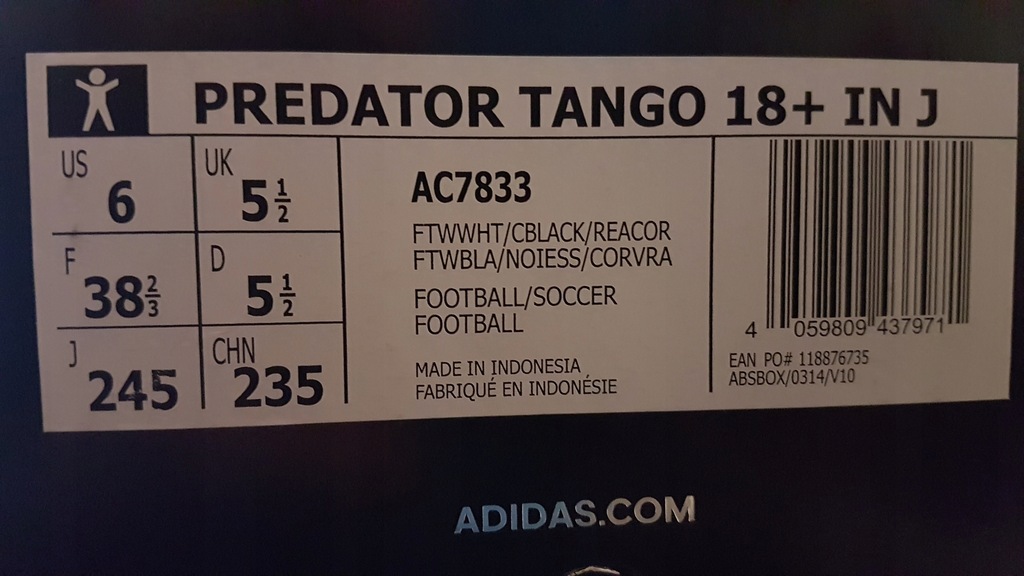 PREDATOR TANGO 18+ IN J
US
6
UK
5 1/2
F
38 2/3
D
5 1/2
J
245
CHN
235
AC7833
FTWWHT/CBLACK/REACOR
FTWBLA/NOIESS/CORVRA
FOOTBALL/SOCCER
FOOTBALL
MADE IN INDONESIA
FABRIQUÉ EN INDONÉSIE
4 059809 437971
EAN PO# 118876735
ABSBOX/0314/V10
ADIDAS.COM